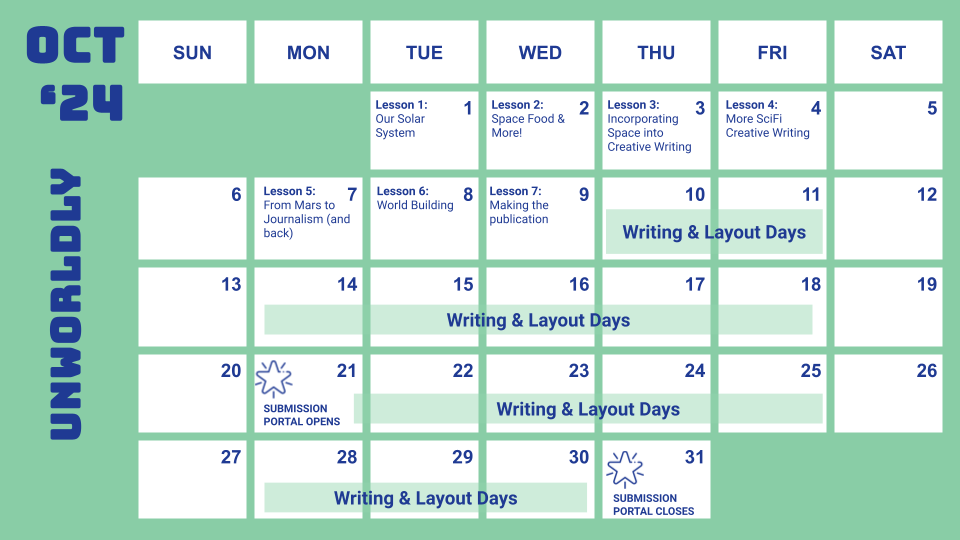 OCT
‘24
UNWORLDLY
SUN
MON
TUE
WED
THU
FRI
SAT
Lesson 1:
Our Solar
System
1
Lesson 2:
Space Food &
More!
2
Lesson 3:
Incorporating
Space into
Creative Writing
3
Lesson 4:
More SciFi
Creative Writing
4
5
6
Lesson 5:
From Mars to
Journalism (and
back)
7
Lesson 6:
World Building
8
Lesson 7:
Making the
publication
9
10
11
Writing & Layout Days
12
13
14
15
16
17
18
Writing & Layout Days
19
20
21
SUBMISSION
PORTAL OPENS
22
23
24
25
Writing & Layout Days
26
27
28
29
30
Writing & Layout Days
31
SUBMISSION
PORTAL CLOSES